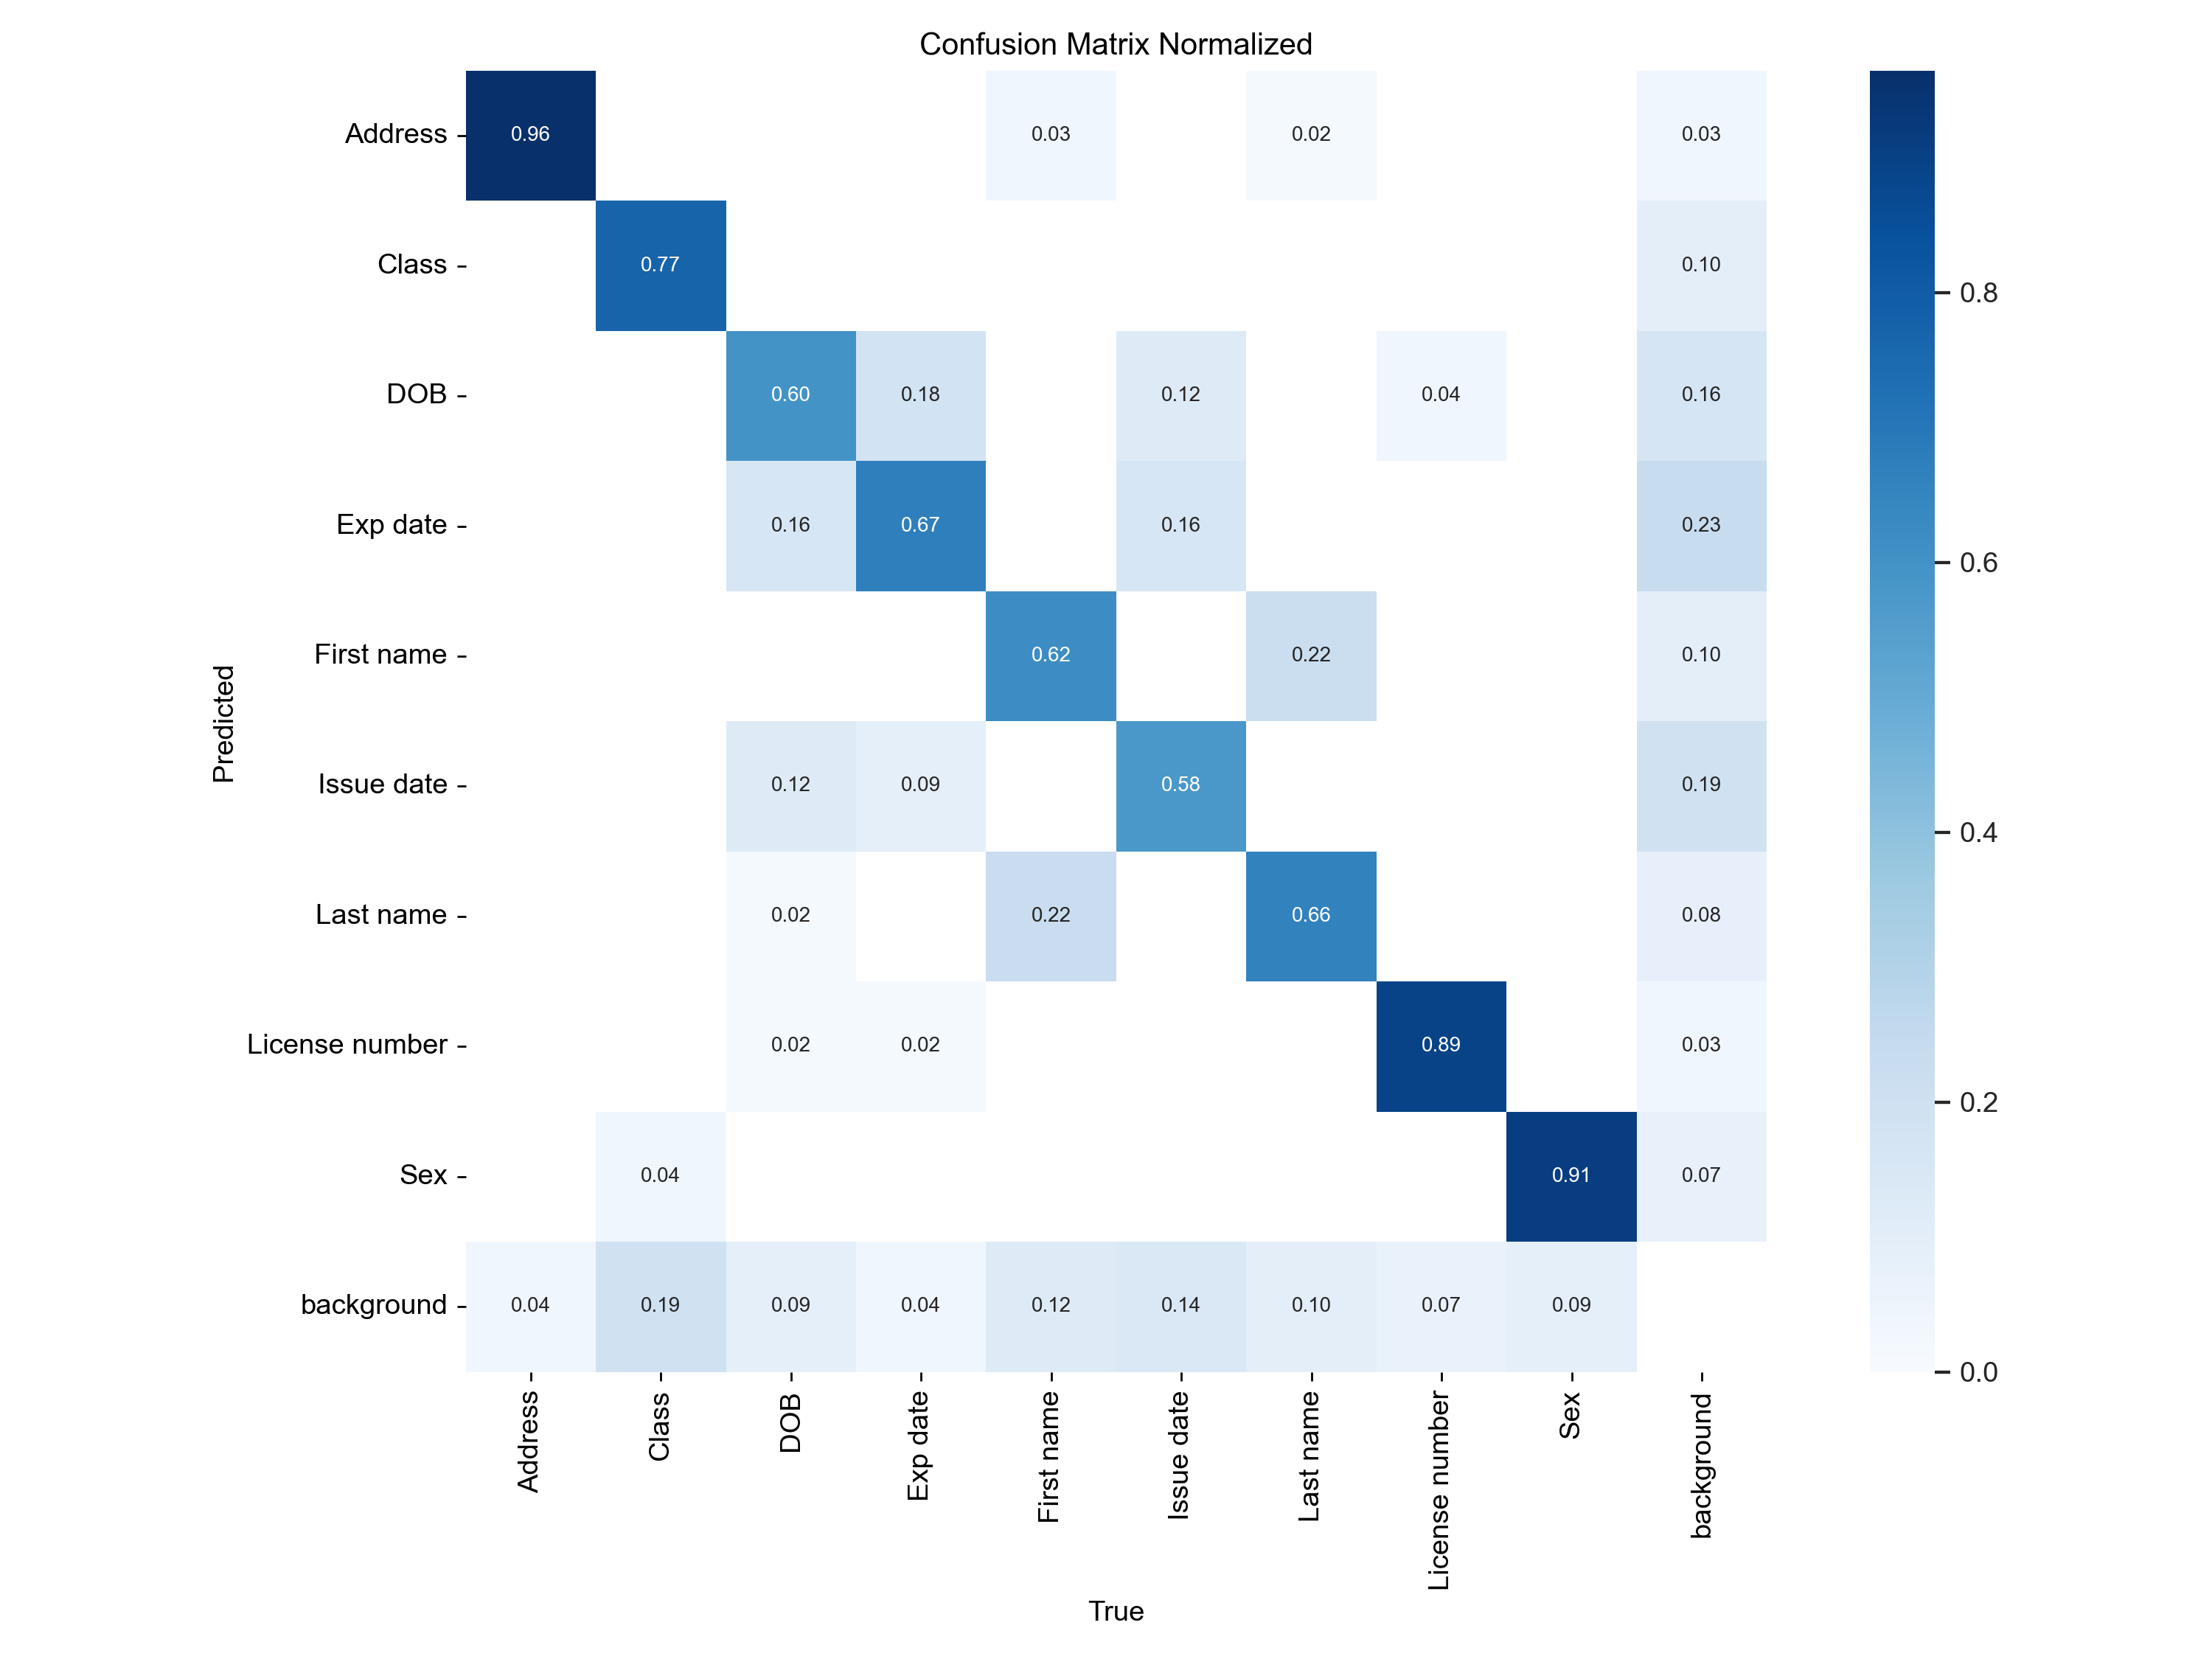 Confusion Matrix Normalized
Address 0.96 0.03 0.02 0.03
Class 0.77 0.10
0.8
DOB 0.60 0.18 0.12 0.04 0.16
Exp date 0.16 0.67 0.16 0.23
0.6
First name 0.62 0.22 0.10
Predicted
Issue date 0.12 0.09 0.58 0.19
0.4
Last name 0.02 0.22 0.66 0.08
License number 0.02 0.02 0.89 0.03
0.2
Sex 0.04 0.91 0.07
background 0.04 0.19 0.09 0.04 0.12 0.14 0.10 0.07 0.09
0.0
Address Class DOB Exp date First name Issue date Last name License number Sex background
True